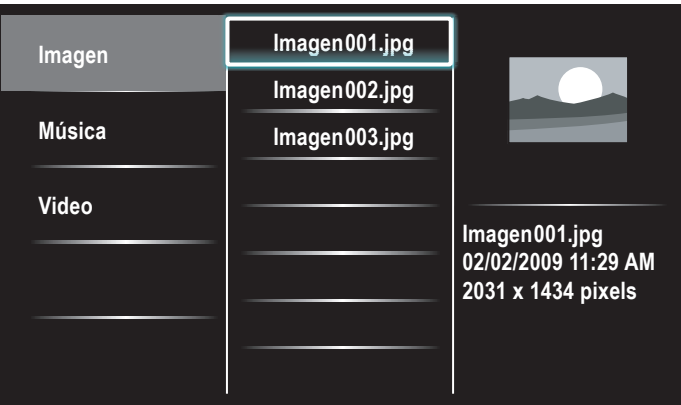 Imagen
Música
Video
Imagen001.jpg
Imagen002.jpg
Imagen003.jpg
Imagen001.jpg
02/02/2009 11:29 AM
2031 x 1434 pixels